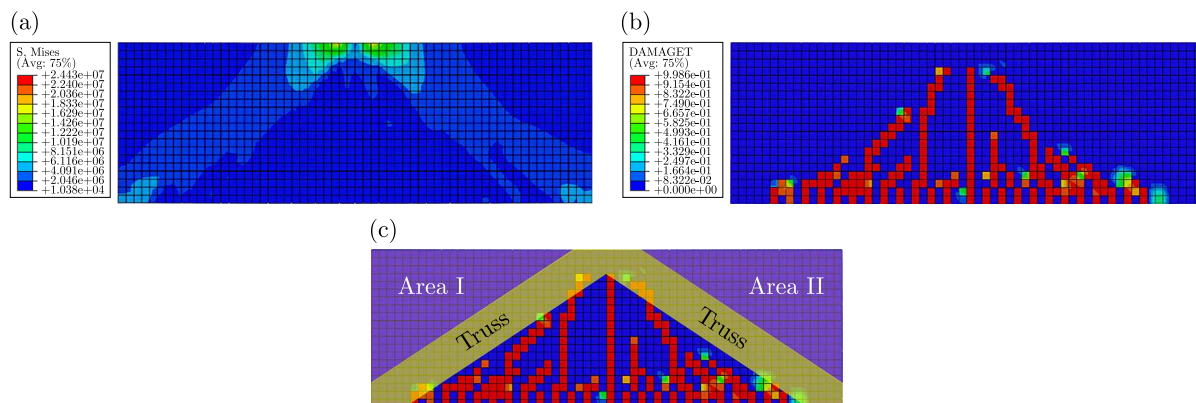 (a)
S, Mises
(Avg: 75%)
+2.443e+07
+2.240e+07
+2.036e+07
+1.833e+07
+1.629e+07
+1.426e+07
+1.222e+07
+1.019e+07
+8.151e+06
+6.116e+06
+4.091e+06
+2.046e+06
+1.038e+04
(b)
DAMAGET
(Avg: 75%)
+9.986e-01
+9.154e-01
+8.322e-01
+7.490e-01
+6.657e-01
+5.825e-01
+4.993e-01
+4.161e-01
+3.329e-01
+2.497e-01
+1.664e-01
+8.322e-02
+0.000e+00
(c)
Area I
Area II
Truss
Truss